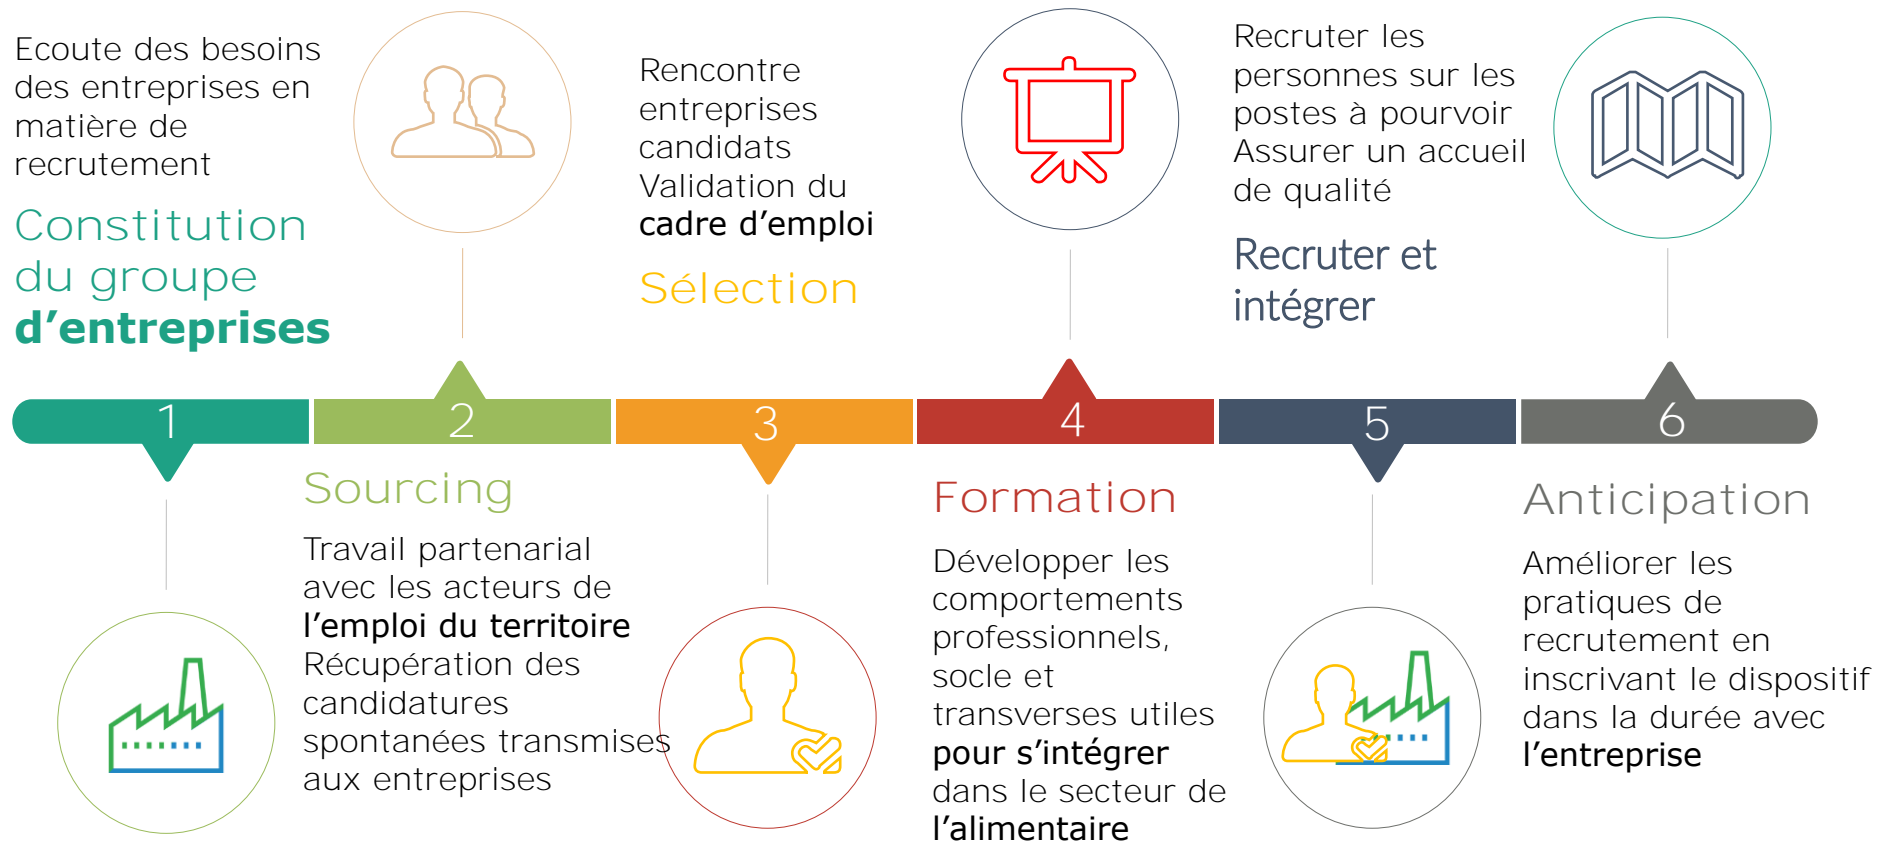 Ecoute des besoins
des entreprises en
matière de
recrutement
Constitution
du groupe
d’entreprises
1
2
Sourcing
Travail partenarial
avec les acteurs de
l’emploi du territoire
Récupération des
candidatures
spontanées transmises
aux entreprises
Rencontre
entreprises
candidats
Validation du
cadre d’emploi
Sélection
3
4
Formation
Développer les
comportements
professionnels,
socle et
transverses utiles
pour s’intégrer
dans le secteur de
l’alimentaire
Recruter les
personnes sur les
postes à pourvoir
Assurer un accueil
de qualité
Recruter et
intégrer
5
6
Anticipation
Améliorer les
pratiques de
recrutement en
inscrivant le dispositif
dans la durée avec
l’entreprise